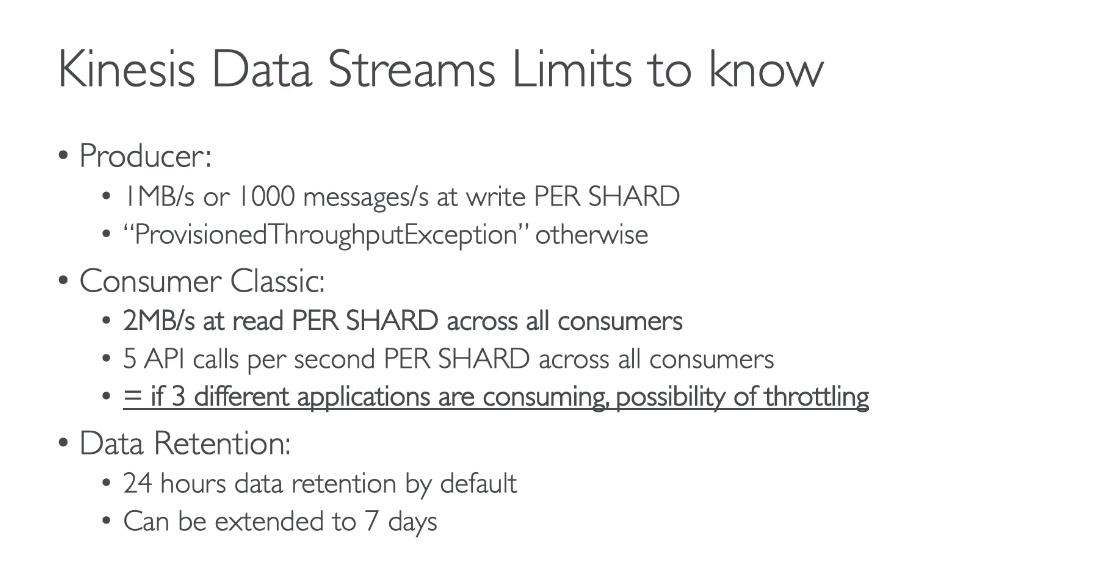 Kinesis Data Streams Limits to know
• Producer:
• 1MB/s or 1000 messages/s at write PER SHARD
• “ProvisionedThroughputException” otherwise
• Consumer Classic:
• 2MB/s at read PER SHARD across all consumers
• 5 API calls per second PER SHARD across all consumers
• = if 3 different applications are consuming, possibility of throttling
• Data Retention:
• 24 hours data retention by default
• Can be extended to 7 days